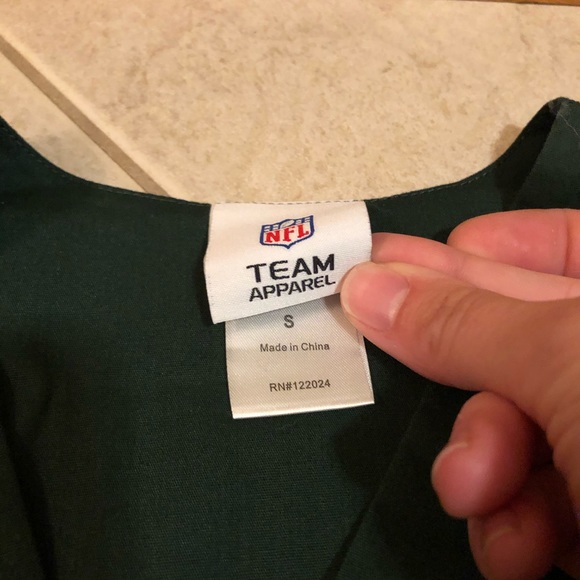 NFL
TEAM
APPAREL
S
Made in China
RN#122024